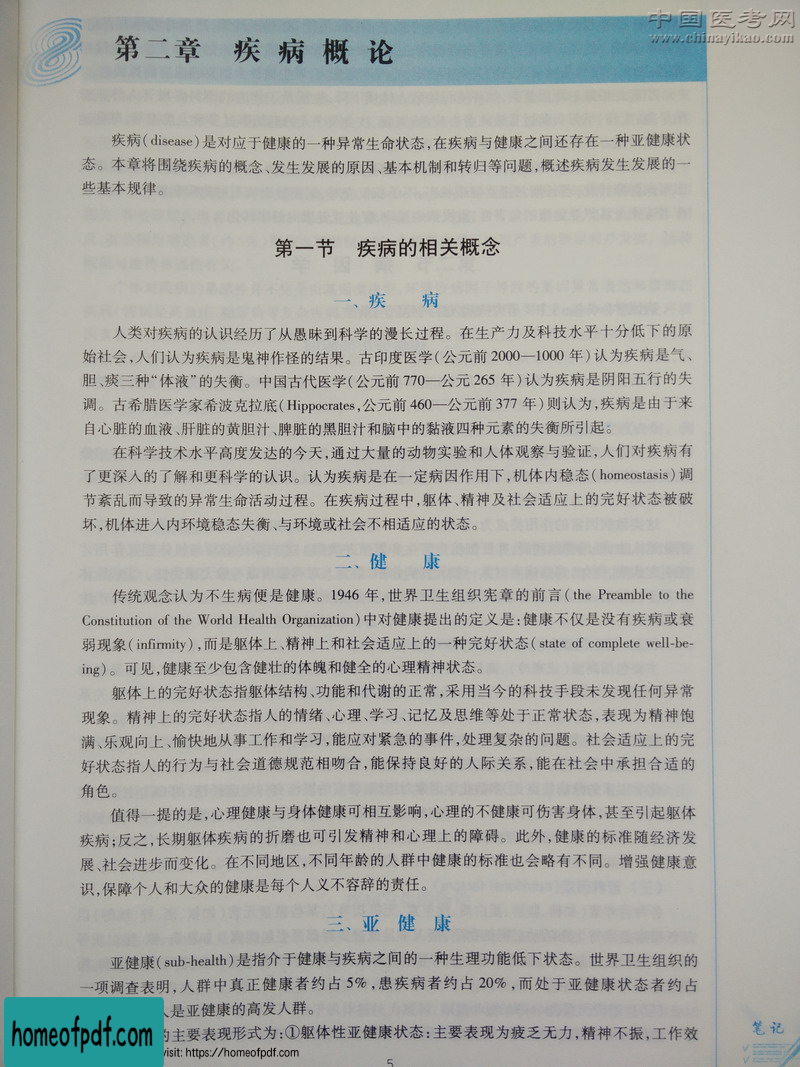 中国医考网
www.chinayikao.com
第二章 疾病概论
疾病(disease)是对应于健康的一种异常生命状态,在疾病与健康之间还存在一种亚健康状
态。本章将围绕疾病的概念、发生发展的原因、基本机制和转归等问题,概述疾病发生发展的一
些基本规律。
第一节 疾病的相关概念
一、疾 病
人类对疾病的认识经历了从愚昧到科学的漫长过程。在生产力及科技水平十分低下的原
始社会,人们认为疾病是鬼神作怪的结果。古印度医学(公元前2000—1000 年)认为疾病是气、
胆、痰三种“体液”的失衡。中国古代医学(公元前770—公元265 年)认为疾病是阴阳五行的失
调。古希腊医学家希波克拉底(Hippocrates,公元前460—公元前377 年)则认为,疾病是由于来
自心脏的血液、肝脏的黄胆汁、脾脏的黑胆汁和脑中的黏液四种元素的失衡所引起。
在科学技术水平高度发达的今天,通过大量的动物实验和人体观察与验证,人们对疾病有
了更深入的了解和更科学的认识。认为疾病是在一定病因作用下,机体内稳态(homeostasis)调
节紊乱而导致的异常生命活动过程。在疾病过程中,躯体、精神及社会适应上的完好状态被破
坏,机体进入内环境稳态失衡、与环境或社会不相适应的状态。
二、健 康
传统观念认为不生病便是健康。1946 年,世界卫生组织宪章的前言(the Preamble to the
Constitution of the World Health Organization)中对健康提出的定义是:健康不仅是没有疾病或衰
弱现象(infirmity),而是躯体上、精神上和社会适应上的一种完好状态(state of complete well-be-
ing)。可见,健康至少包含健壮的体魄和健全的心理精神状态。
躯体上的完好状态指躯体结构、功能和代谢的正常,采用当今的科技手段未发现任何异常
现象。精神上的完好状态指人的情绪、心理、学习、记忆及思维等处于正常状态,表现为精神饱
满、乐观向上、愉快地从事工作和学习,能应对紧急的事件,处理复杂的问题。社会适应上的完
好状态指人的行为与社会道德规范相吻合,能保持良好的人际关系,能在社会中承担合适的
角色。
值得一提的是,心理健康与身体健康可相互影响,心理的不健康可伤害身体,甚至引起躯体
疾病;反之,长期躯体疾病的折磨也可引发精神和心理上的障碍。此外,健康的标准随经济发
展、社会进步而变化。在不同地区,不同年龄的人群中健康的标准也会略有不同。增强健康意
识,保障个人和大众的健康是每个人义不容辞的责任。
三、亚 健 康
亚健康(sub-health)是指介于健康与疾病之间的一种生理功能低下状态。世界卫生组织的
一项调查表明,人群中真正健康者约占5%,患疾病者约占20%,而处于亚健康状态者约占
人是亚健康的高发人群。
的主要表现形式为:①躯体性亚健康状态:主要表现为疲乏无力,精神不振,工作效
homeofpdf.com
visit: https://homeofpdf.com
笔记
5